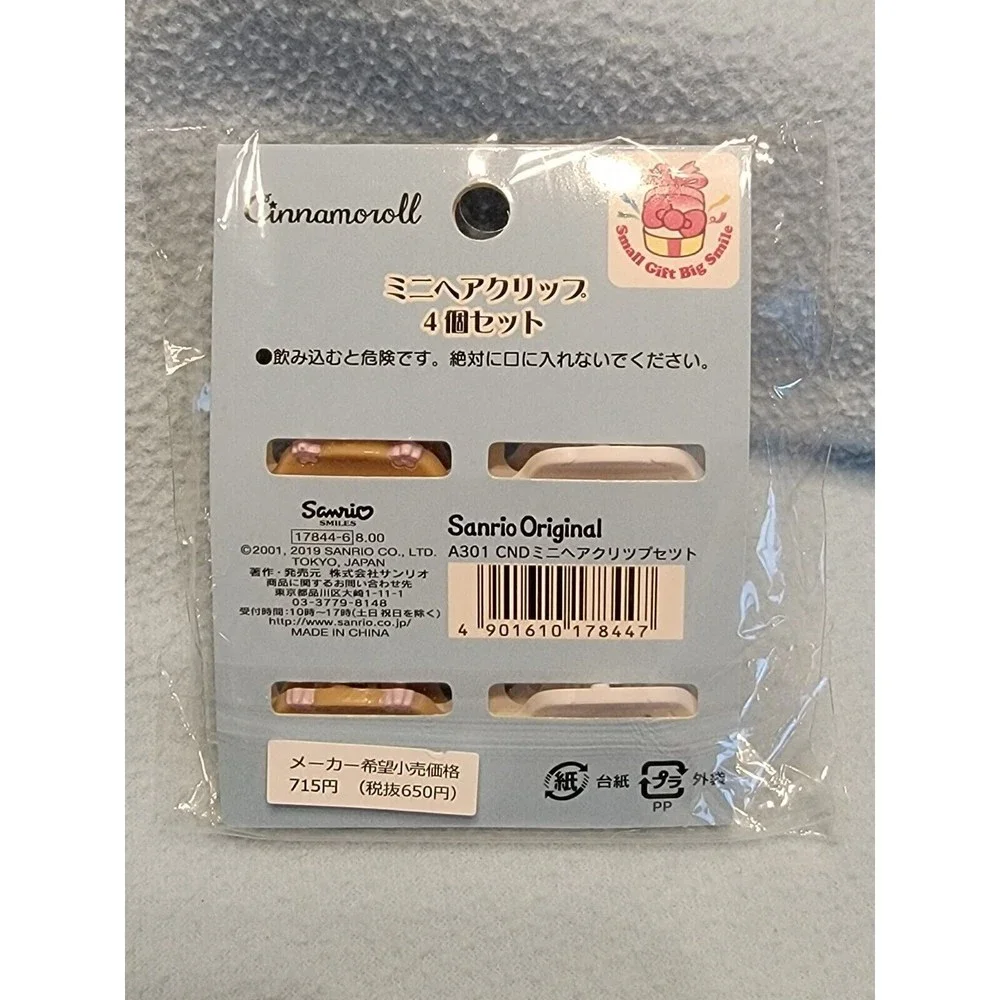 Cinnamoroll
Small Gift Big Smile
ミニヘアクリップ
4個セット
●飲み込むと危険です。絶対に口に入れないでください。
Sanrio
SMILES
17844-6 8.00
©2001, 2019 SANRIO CO., LTD.
TOKYO, JAPAN
著作・発売元 株式会社サンリオ
商品に関するお問い合わせ先
東京都品川区大崎1-11-1
03-3779-8148
受付時間：10時～17時(土日祝日を除く)
http://www.sanrio.co.jp/
MADE IN CHINA
Sanrio Original
A301 CNDミニヘアクリップセット
4 901610 178447
メーカー希望小売価格
715円 （税抜650円）
紙 台紙 プラ 外袋
PP